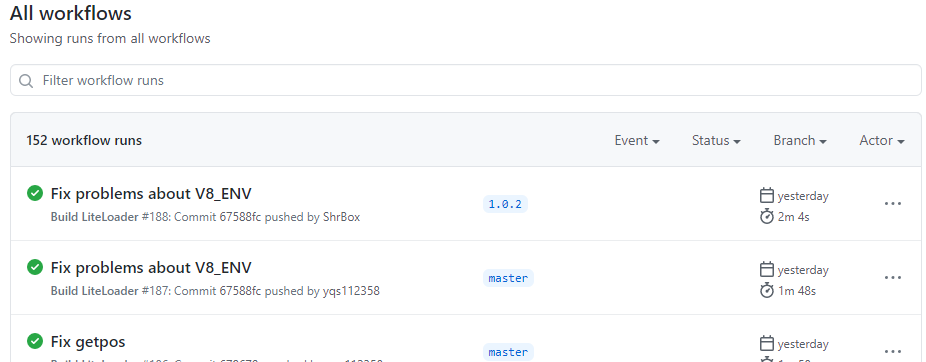 All workflows
Showing runs from all workflows
Filter workflow runs
152 workflow runs Event Status Branch Actor
Fix problems about V8_ENV
Build LiteLoader #188: Commit 67588fc pushed by ShrBox
1.0.2
yesterday
2m 4s
Fix problems about V8_ENV
Build LiteLoader #187: Commit 67588fc pushed by yqs112358
master
yesterday
1m 48s
Fix getpos
master
yesterday